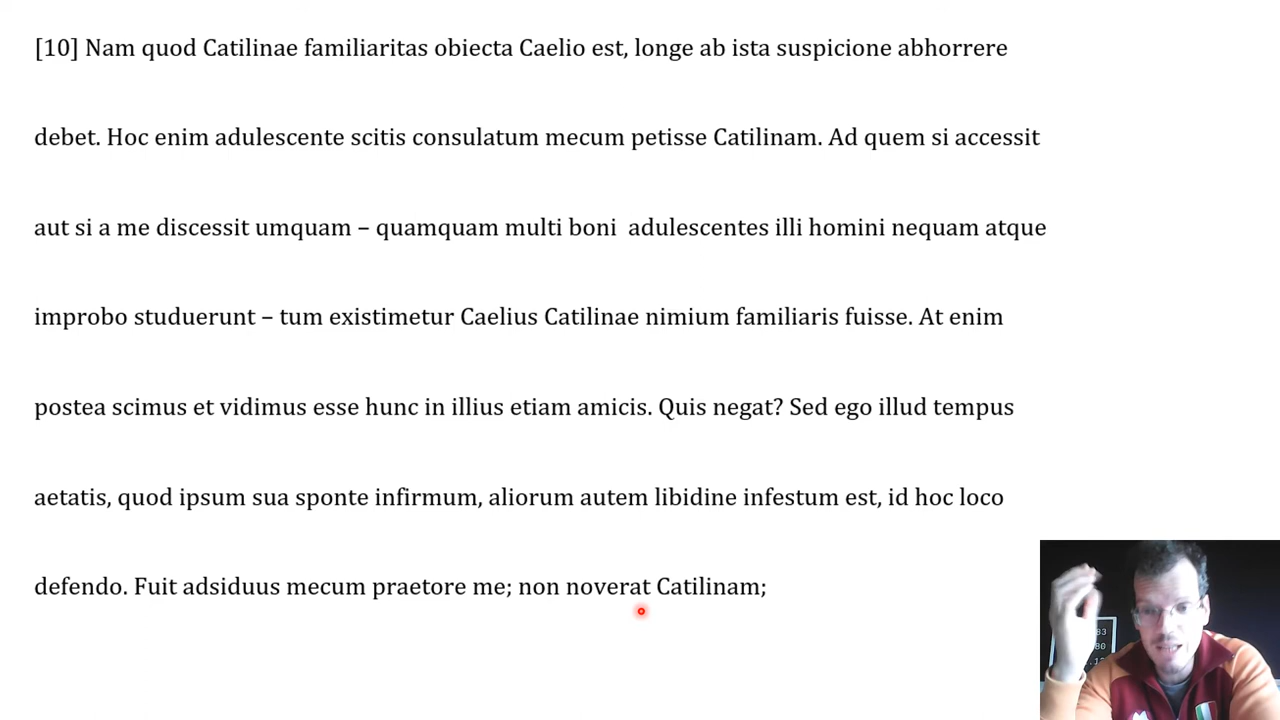 [10] Nam quod Catilinae familiaritas obiecta Caelio est, longe ab ista suspicione abhorrere
debet. Hoc enim adulescente scitis consulatum mecum petisse Catilinam. Ad quem si accessit
aut si a me discessit umquam – quamquam multi boni  adulescentes illi homini nequam atque
improbo studuerunt – tum existimetur Caelius Catilinae nimium familiaris fuisse. At enim
postea scimus et vidimus esse hunc in illius etiam amicis. Quis negat? Sed ego illud tempus
aetatis, quod ipsum sua sponte infirmum, aliorum autem libidine infestum est, id hoc loco
defendo. Fuit adsiduus mecum praetore me; non noverat Catilinam;